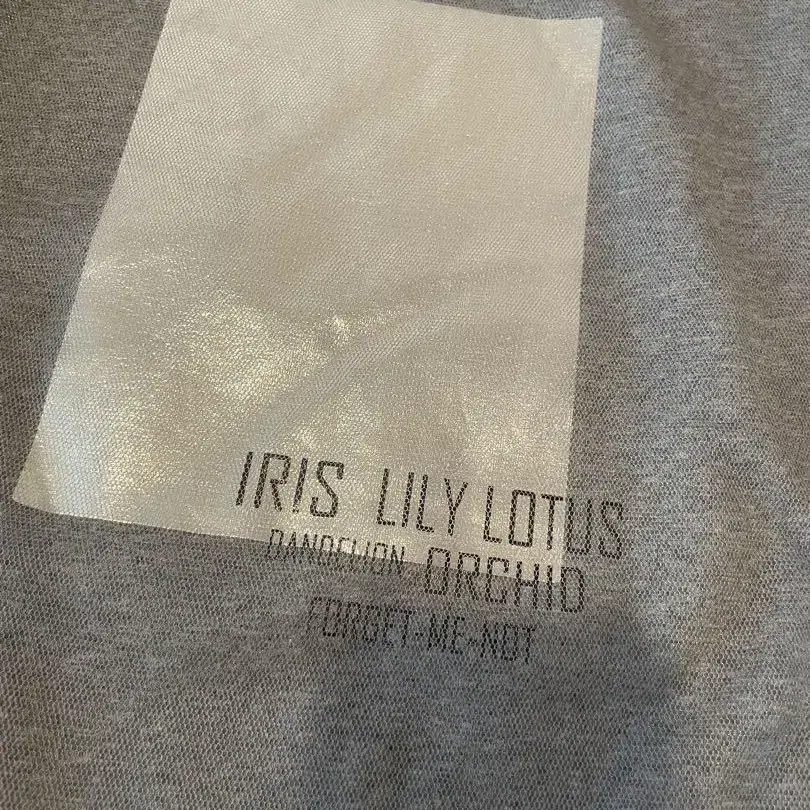 IRIS LILY LOTUS
DANDELION ORCHID
FORGET-ME-NOT